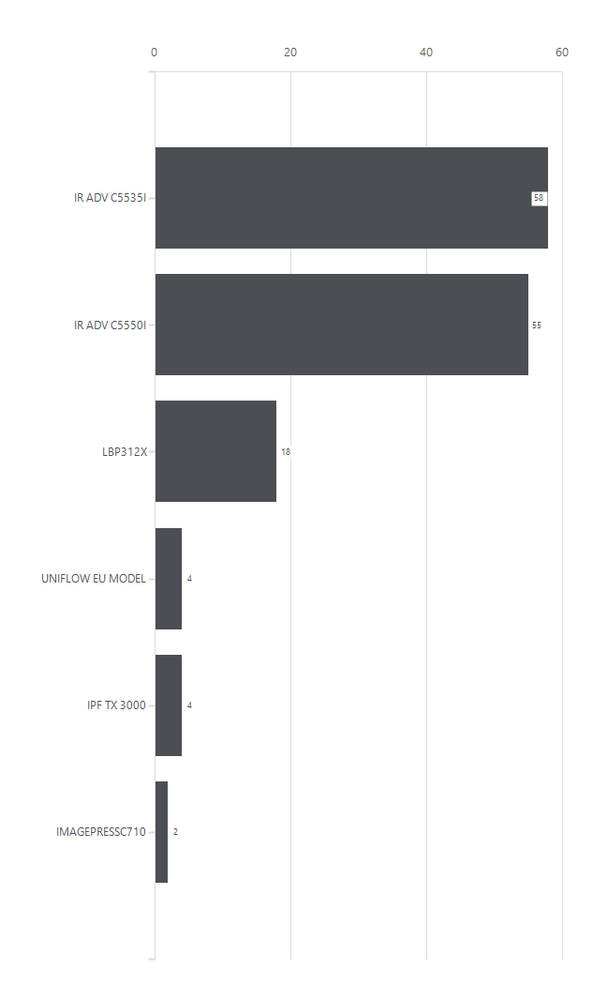 0 20 40 60
IR ADV C5535I 58
IR ADV C5550I 55
LBP312X 18
UNIFLOW EU MODEL 4
IPF TX 3000 4
IMAGEPRESSC710 2